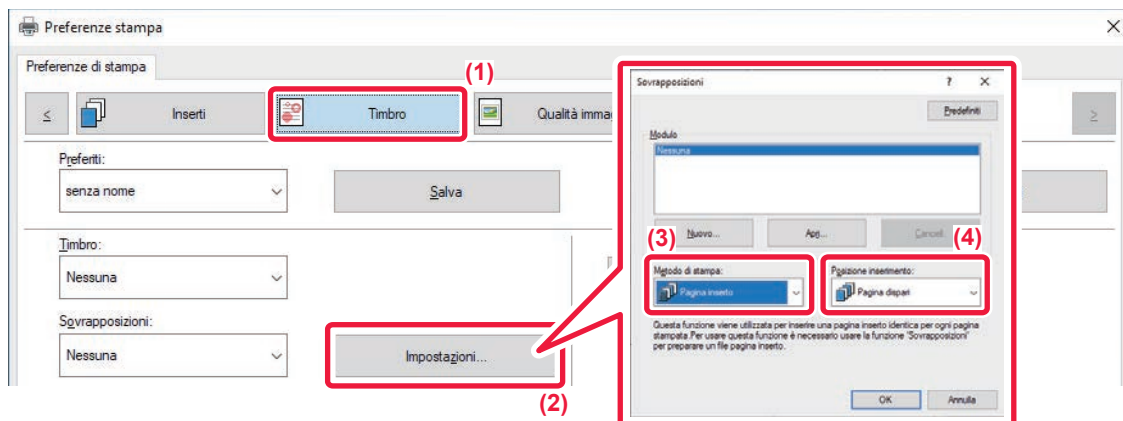 Preferenze stampa
Preferenze di stampa
(1)
≤
Inserti
Timbro
Qualità imma
≥
Preferiti:
senza nome
Salva
Timbro:
Nessuna
Sovrapposizioni:
Nessuna
Impostazioni...
(2)
Sovrapposizioni
?
Predefiniti
Modulo
Nessuna
Nuovo...
Apri...
(3)
(4)
Metodo di stampa:
Pagina inserto
Posizione inserimento:
Pagina dispari
Questa funzione viene utilizzata per inserire una pagina inserto identica per ogni pagina
stampata.Per usare questa funzione è necessario usare la funzione 'Sovrapposizioni'
per preparare un file pagina inserto.
OK
Annulla